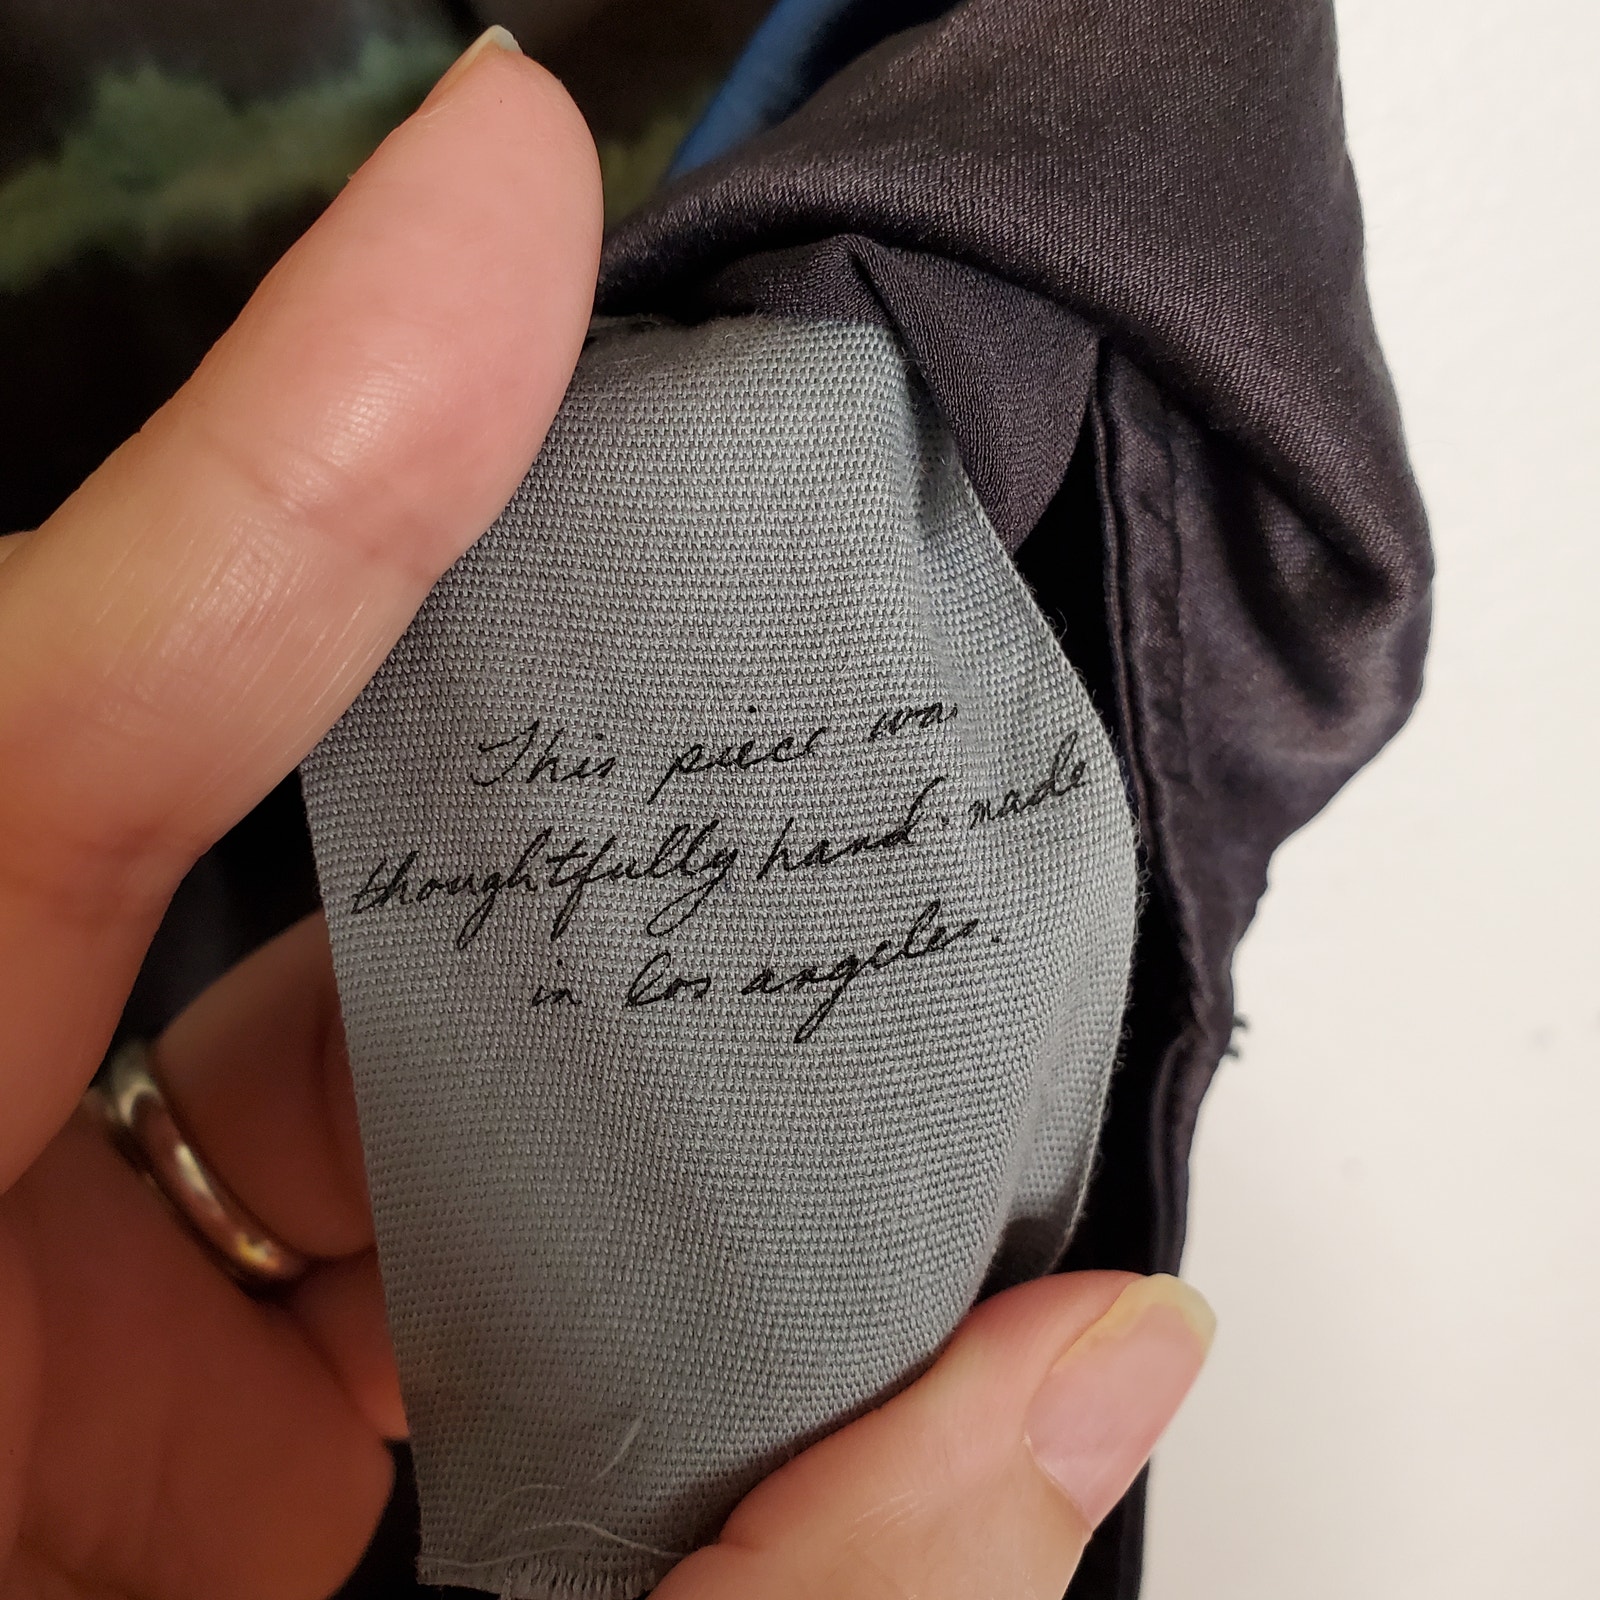 This piece was
thoughtfully hand-made
in los angeles.